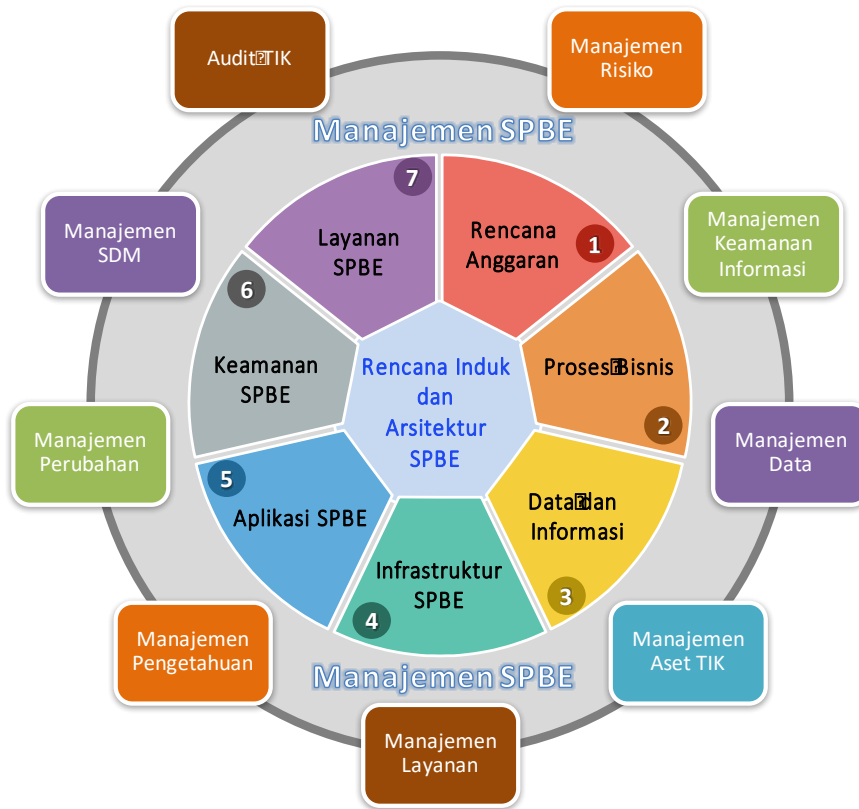 Audit TIK
Manajemen
Risiko
Manajemen SPBE
7
Layanan
SPBE
Rencana
Anggaran
1
Manajemen
SDM
Manajemen
Keamanan
Informasi
6
Keamanan
SPBE
Rencana Induk
dan
Arsitektur
SPBE
Proses Bisnis
2
Manajemen
Perubahan
Manajemen
Data
5
Aplikasi SPBE
Data dan
Informasi
3
Infrastruktur
SPBE
4
Manajemen
Pengetahuan
Manajemen
Aset TIK
Manajemen SPBE
Manajemen
Layanan